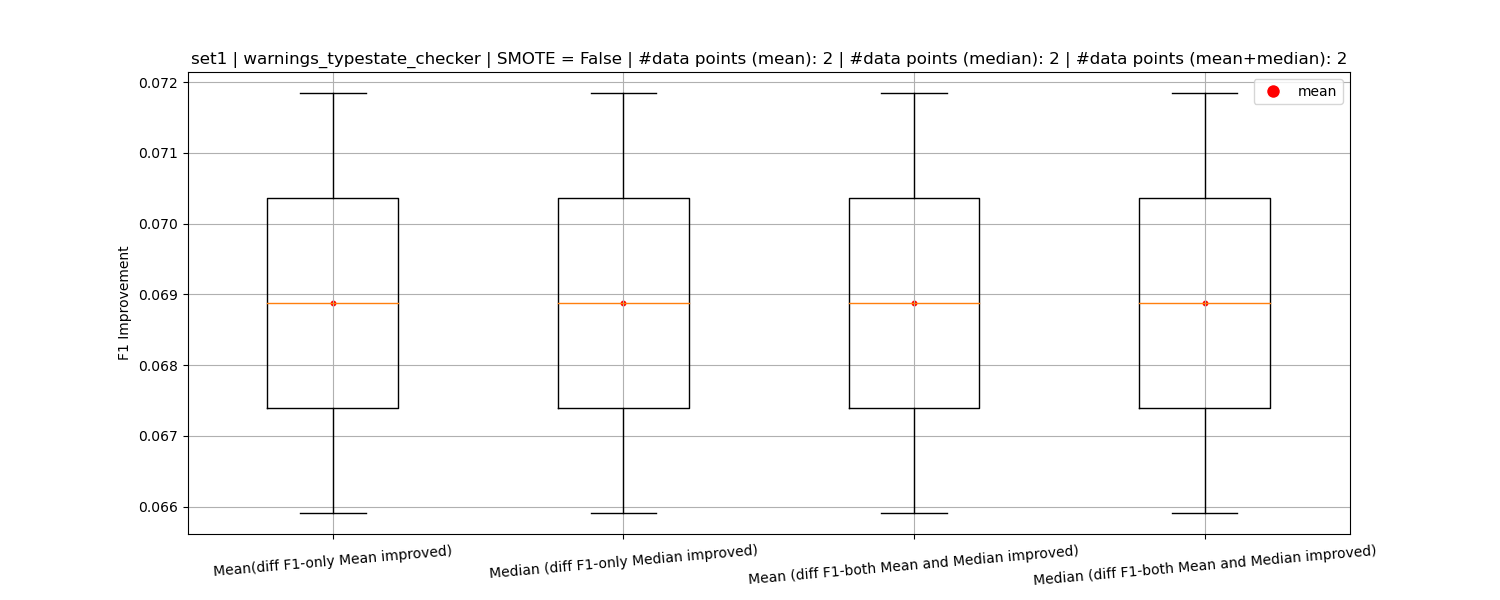 set1 | warnings_typestate_checker | SMOTE = False | #data points (mean): 2 | #data points (median): 2 | #data points (mean+median): 2
mean
F1 Improvement
0.072
0.071
0.070
0.069
0.068
0.067
0.066
Mean(diff F1-only Mean improved)
Median (diff F1-only Median improved)
Mean (diff F1-both Mean and Median improved)
Median (diff F1-both Mean and Median improved)